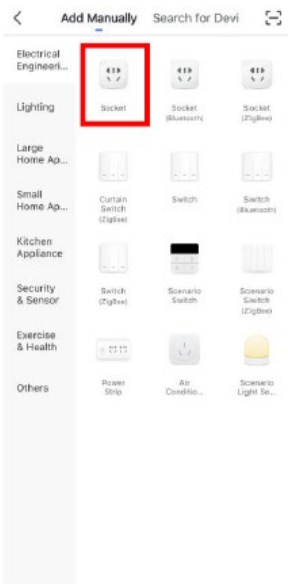 Add Manually Search for Devi
Electrical
Engineeri...
Lighting
Large
Home Ap...
Small
Home Ap...
Kitchen
Appliance
Security
& Sensor
Exercise
& Health
Others
Socket
Socket
(Bluetooth)
Socket
(ZigBee)
Curtain
Switch
(ZigBee)
Switch
Switch
(Bluetooth)
Switch
(ZigBee)
Scenario
Switch
Scenario
Switch
(ZigBee)
Power
Strip
Air
Conditio...
Scenario
Light So...